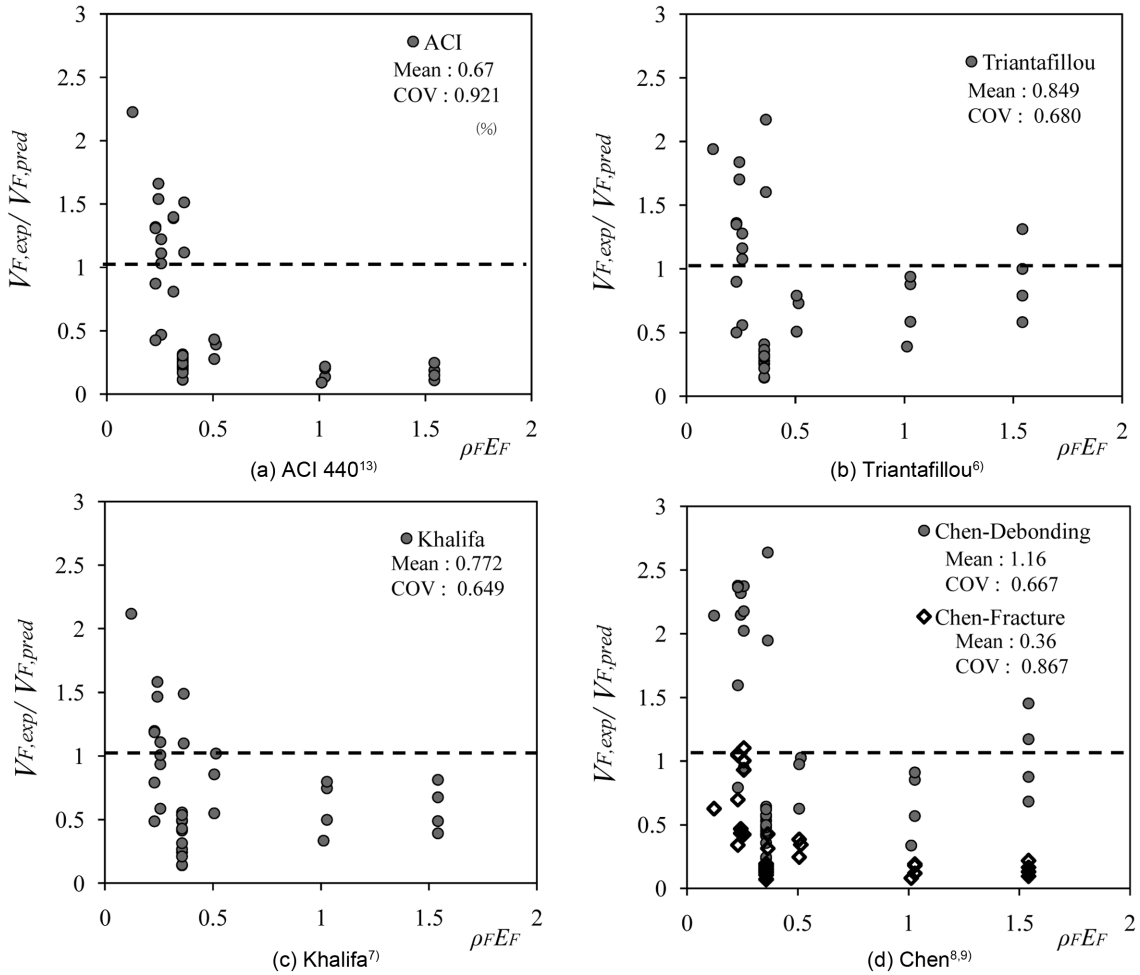 3
2.5
2
1.5
1
0.5
0
0
0.5
1
1.5
2
VF,exp/ VF,pred
ρFEF
ACI
Mean : 0.67
COV : 0.921
(%)
(a) ACI 440¹³⁾
3
2.5
2
1.5
1
0.5
0
0
0.5
1
1.5
2
VF,exp/ VF,pred
ρFEF
Triantafillou
Mean : 0.849
COV : 0.680
(b) Triantafillou⁶⁾
3
2.5
2
1.5
1
0.5
0
0
0.5
1
1.5
2
VF,exp/ VF,pred
ρFEF
Khalifa
Mean : 0.772
COV : 0.649
(c) Khalifa⁷⁾
3
2.5
2
1.5
1
0.5
0
0
0.5
1
1.5
2
VF,exp/ VF,pred
ρFEF
Chen-Debonding
Mean : 1.16
COV : 0.667
Chen-Fracture
Mean : 0.36
COV : 0.867
(d) Chen⁸,⁹⁾